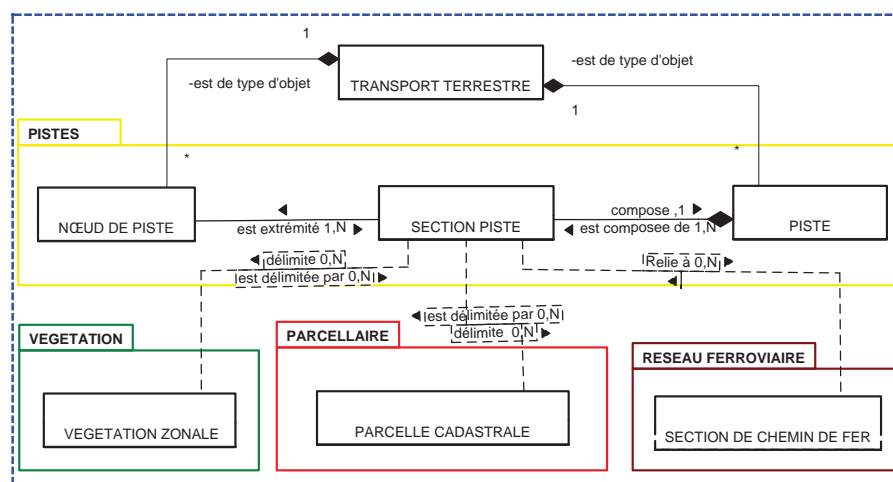 1
-est de type d'objet
TRANSPORT TERRESTRE
-est de type d'objet
1
PISTES
*
*
NŒUD DE PISTE
est extrémité 1,N
SECTION PISTE
compose ,1
est composee de 1,N
PISTE
délimite 0,N
est délimitée par 0,N
Relie à 0,N
est délimitée par 0,N
délimite 0,N
VEGETATION
PARCELLAIRE
RESEAU FERROVIAIRE
VEGETATION ZONALE
PARCELLE CADASTRALE
SECTION DE CHEMIN DE FER